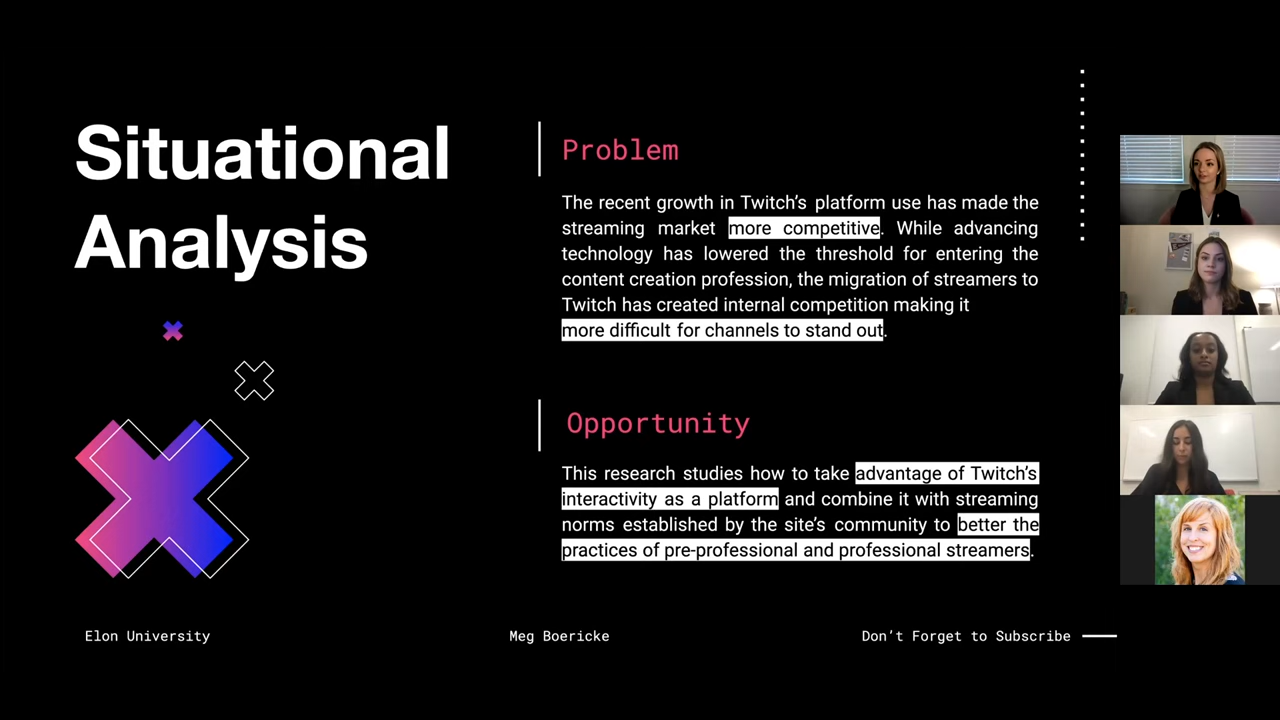 Situational
Analysis
Problem
The recent growth in Twitch's platform use has made the
streaming market more competitive. While advancing
technology has lowered the threshold for entering the
content creation profession, the migration of streamers to
Twitch has created internal competition making it
more difficult for channels to stand out.
Opportunity
This research studies how to take advantage of Twitch's
interactivity as a platform and combine it with streaming
norms established by the site's community to better the
practices of pre-professional and professional streamers.
Elon University
Meg Boericke
Don't Forget to Subscribe